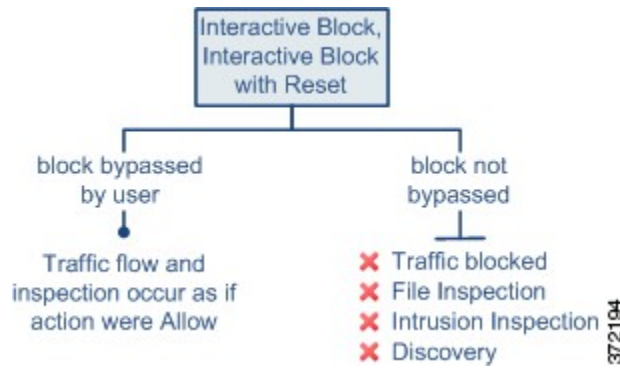 Interactive Block,
Interactive Block
with Reset
block bypassed
by user
Traffic flow and
inspection occur as if
action were Allow
block not
bypassed
Traffic blocked
File Inspection
Intrusion Inspection
Discovery
372194